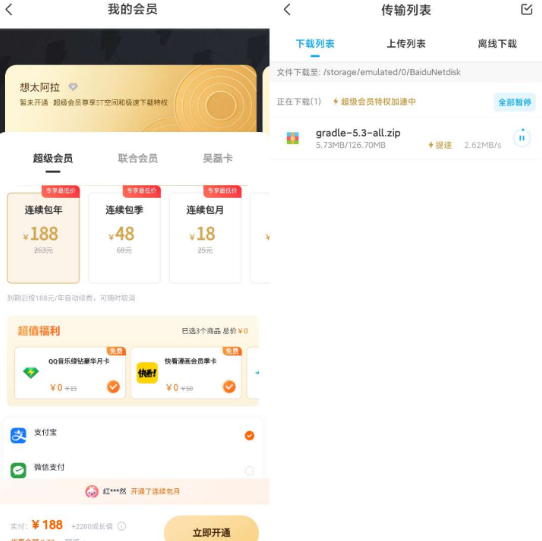 我的会员
想太阿拉
暂未开通 超级会员尊享5T空间和极速下载特权
超级会员
联合会员
吴磊卡
专享最低价
专享最低价
专享最低价
连续包年
连续包季
连续包月
¥188
¥48
¥18
¥
263元
68元
25元
到期后按188元/年自动续费，可随时取消
超值福利
已选3个商品 总价¥0
免费
免费
QQ音乐绿钻豪华月卡
快看漫画会员季卡
快看!
¥0 ¥15
¥0 ¥50
支付宝
微信支付
红***然 开通了连续包月
实付: ¥188 +2200成长值
立即开通
传输列表
下载列表
上传列表
离线下载
文件下载至: /storage/emulated/0/BaiduNetdisk
正在下载(1) 超级会员特权加速中
全部暂停
gradle-5.3-all.zip
5.73MB/126.70MB
提速 2.62MB/s